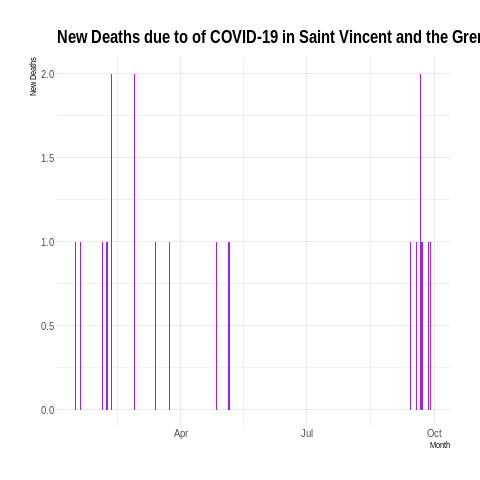 New Deaths due to of COVID-19 in Saint Vincent and the Gren
New Deaths
2.0
1.5
1.0
0.5
0.0
Apr
Jul
Oct
Month